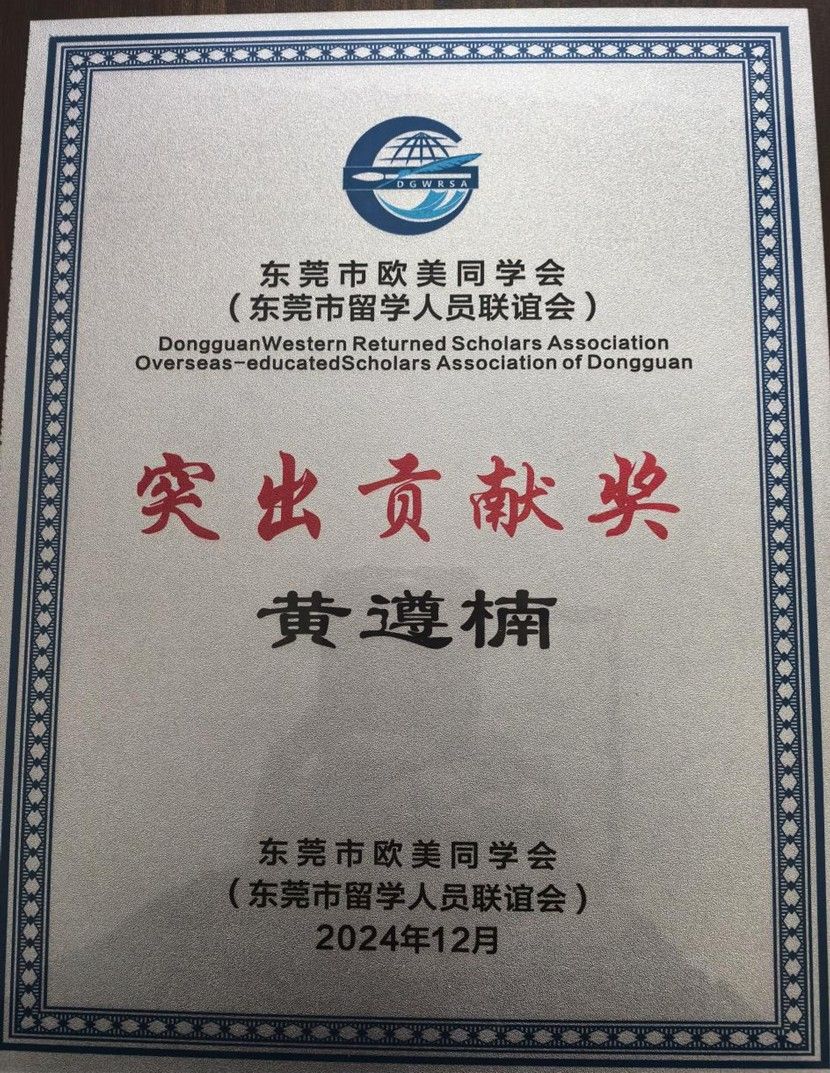 DGWRSA
东莞市欧美同学会
（东莞市留学人员联谊会）
DongguanWestern Returned Scholars Association
Overseas-educatedScholars Association of Dongguan
突出贡献奖
黄遵楠
东莞市欧美同学会
（东莞市留学人员联谊会）
2024年12月